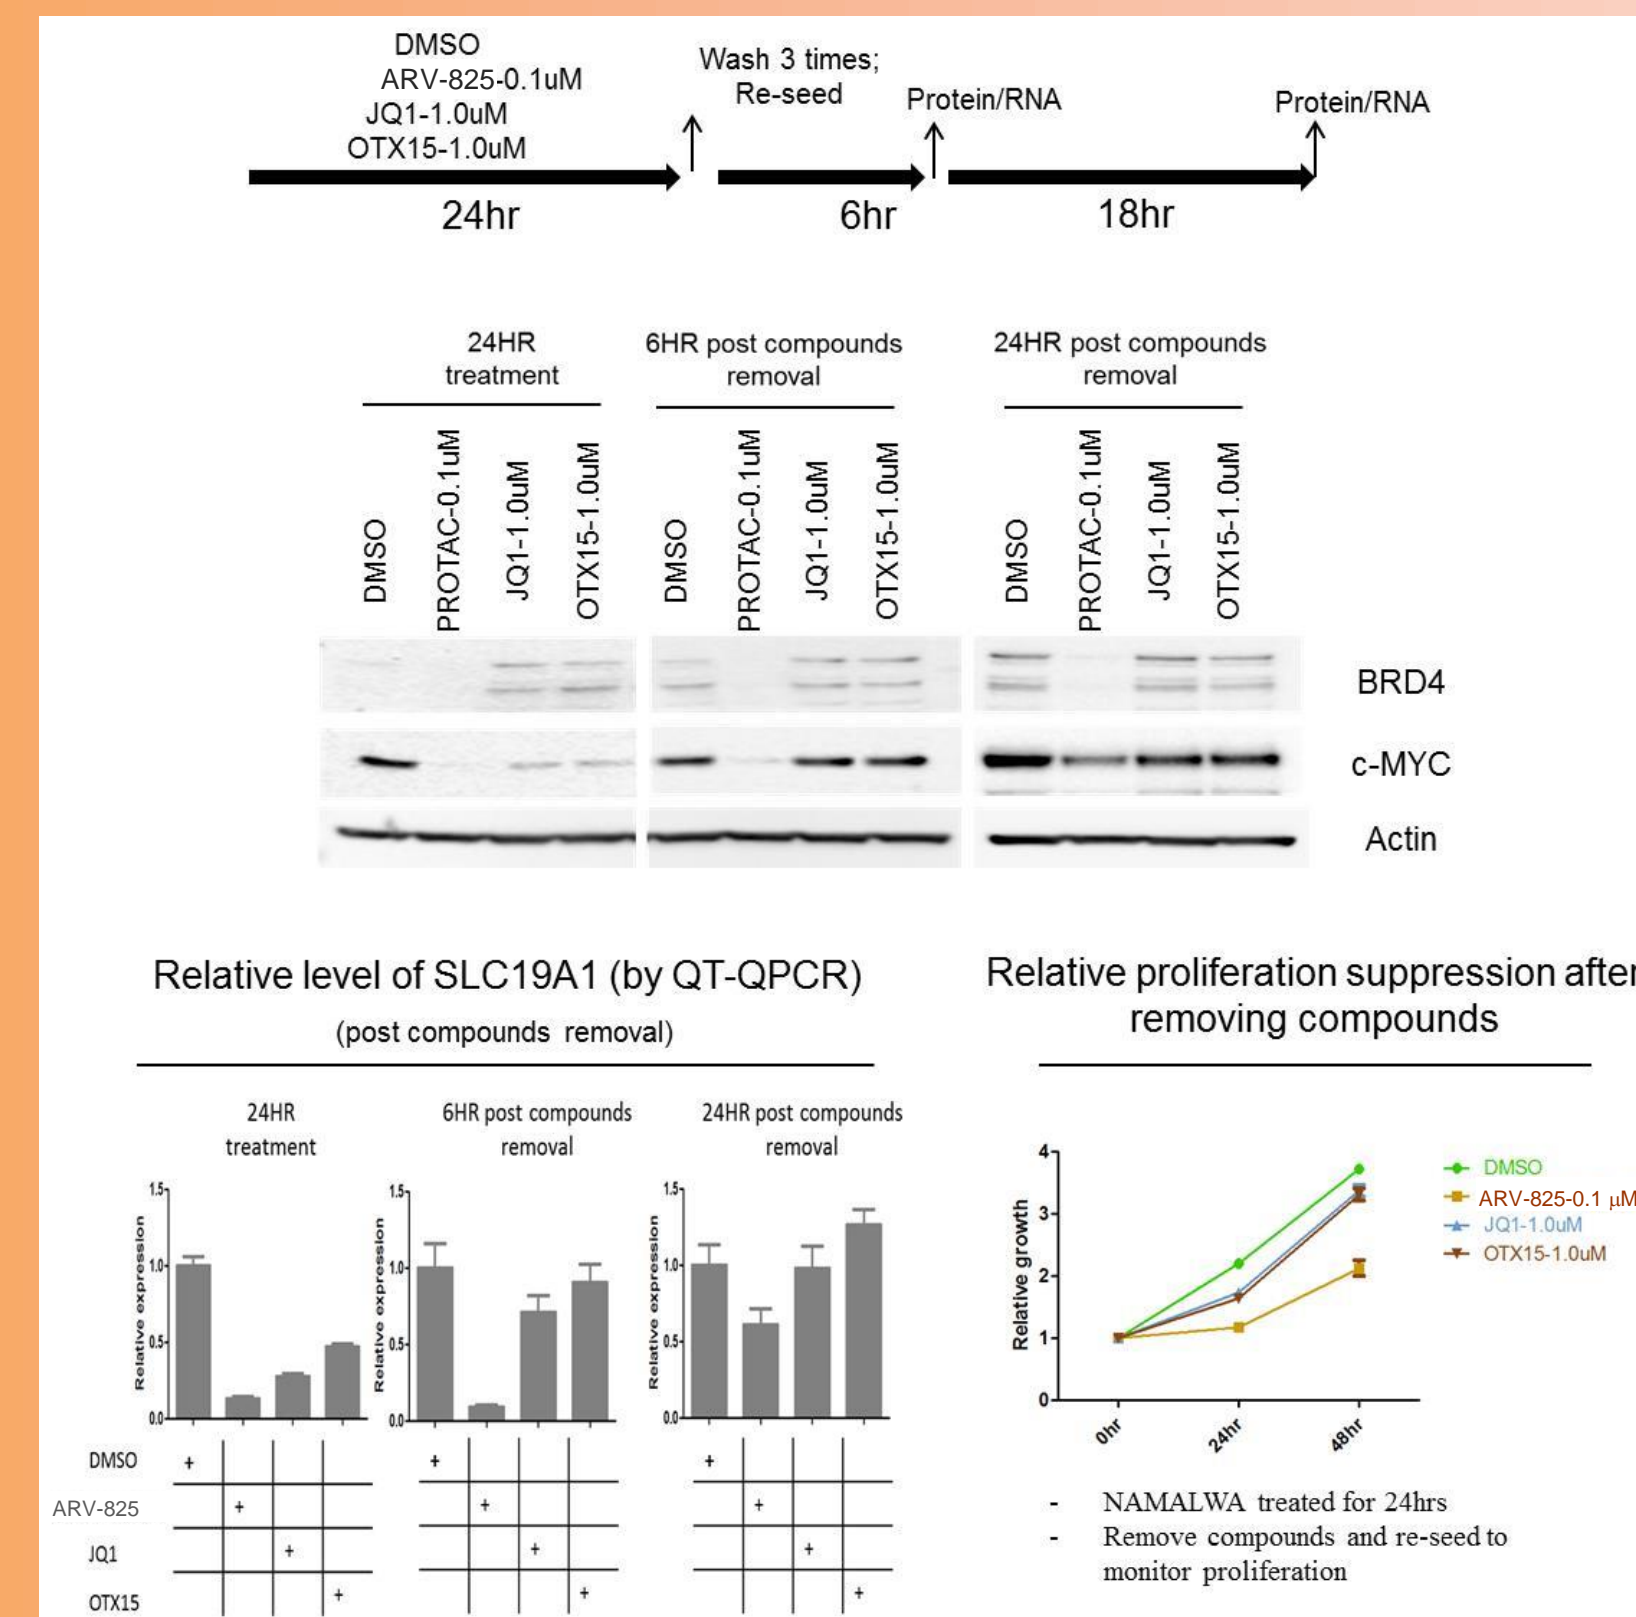 DMSO
ARV-825-0.1uM
JQ1-1.0uM
OTX15-1.0uM
Wash 3 times;
Re-seed
Protein/RNA
Protein/RNA
24hr
6hr
18hr
24HR
treatment
6HR post compounds
removal
24HR post compounds
removal
DMSO
PROTAC-0.1uM
JQ1-1.0uM
OTX15-1.0uM
DMSO
PROTAC-0.1uM
JQ1-1.0uM
OTX15-1.0uM
DMSO
PROTAC-0.1uM
JQ1-1.0uM
OTX15-1.0uM
BRD4
c-MYC
Actin
Relative level of SLC19A1 (by QT-QPCR)
(post compounds removal)
24HR
treatment
6HR post compounds
removal
24HR post compounds
removal
Relative expression
1.5
1.0
0.5
0.0
Relative expression
1.5
1.0
0.5
0.0
Relative expression
1.5
1.0
0.5
0.0
DMSO + + +
ARV-825 + + +
JQ1 + + +
OTX15 + + +
Relative proliferation suppression after
removing compounds
Relative growth
4
3
2
1
0
0hr
24hr
48hr
DMSO
ARV-825-0.1 μM
JQ1-1.0uM
OTX15-1.0uM
- NAMALWA treated for 24hrs
- Remove compounds and re-seed to
monitor proliferation